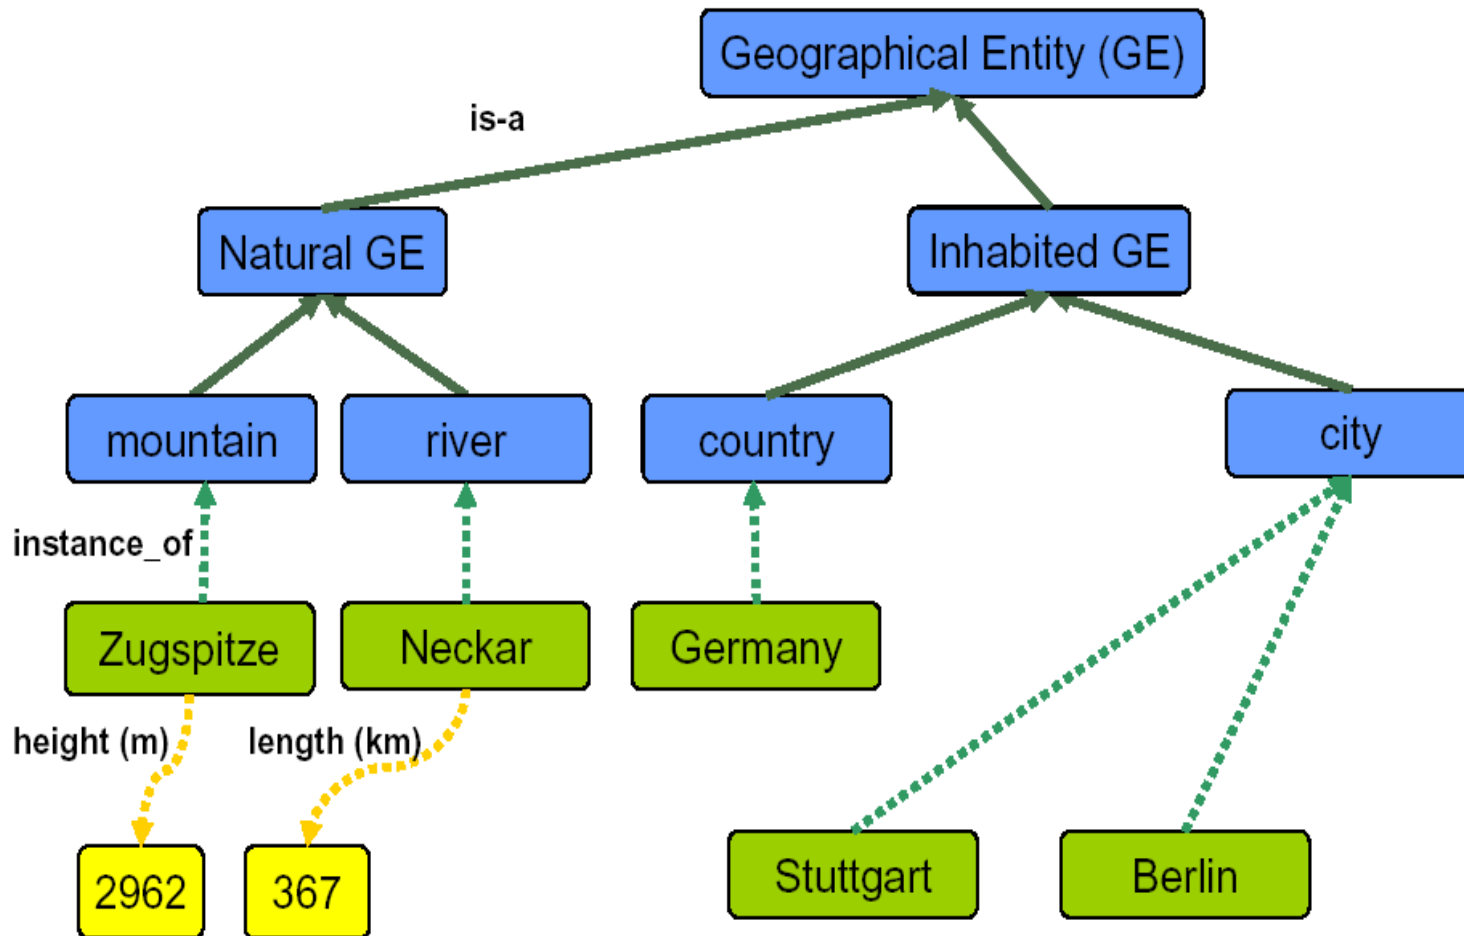 Geographical Entity (GE)
is-a
Natural GE
Inhabited GE
mountain
river
country
city
instance_of
Zugspitze
Neckar
Germany
height (m)
length (km)
2962
367
Stuttgart
Berlin